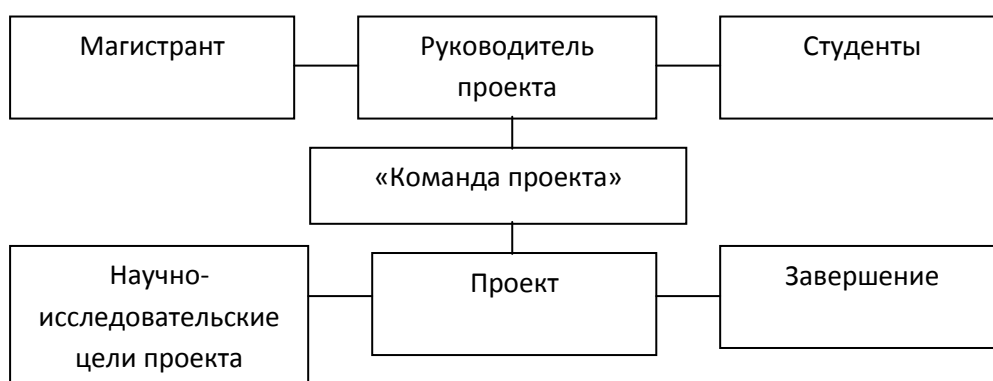 Магистрант
Руководитель
проекта
Студенты
«Команда проекта»
Научно-
исследовательские
цели проекта
Проект
Завершение